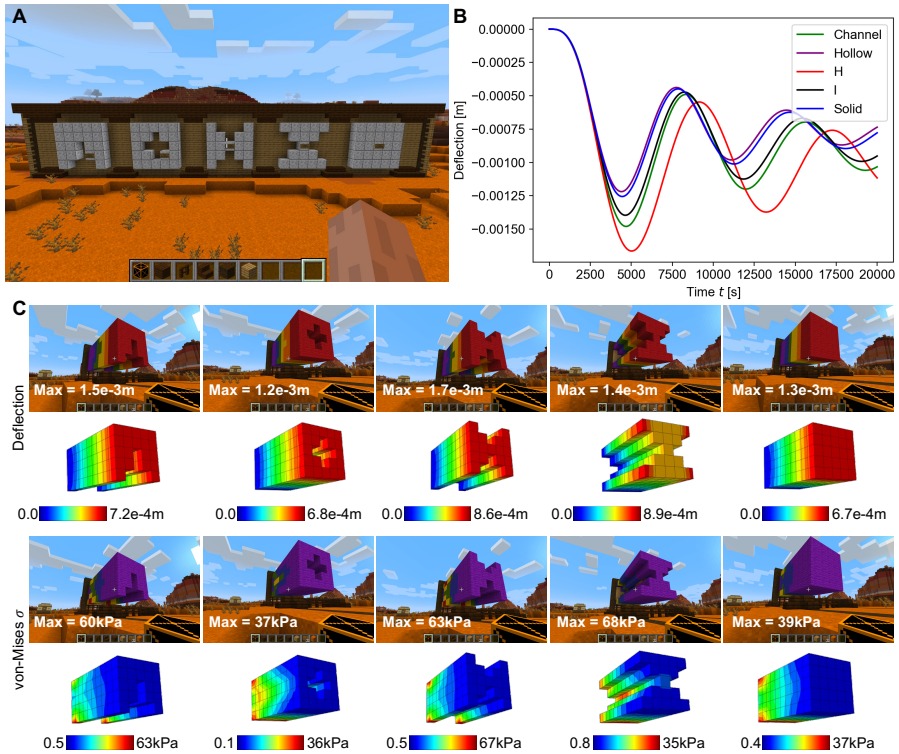 A
B
0.00000
−0.00025
−0.00050
−0.00075
−0.00100
−0.00125
−0.00150
Deflection [m]
Channel
Hollow
H
I
Solid
0 2500 5000 7500 10000 12500 15000 17500 20000
Time t [s]
C
Deflection
Max = 1.5e-3m
Max = 1.2e-3m
Max = 1.7e-3m
Max = 1.4e-3m
Max = 1.3e-3m
0.0 7.2e-4m
0.0 6.8e-4m
0.0 8.6e-4m
0.0 8.9e-4m
0.0 6.7e-4m
von-Mises σ
Max = 60kPa
Max = 37kPa
Max = 63kPa
Max = 68kPa
Max = 39kPa
0.5 63kPa
0.1 36kPa
0.5 67kPa
0.8 35kPa
0.4 37kPa